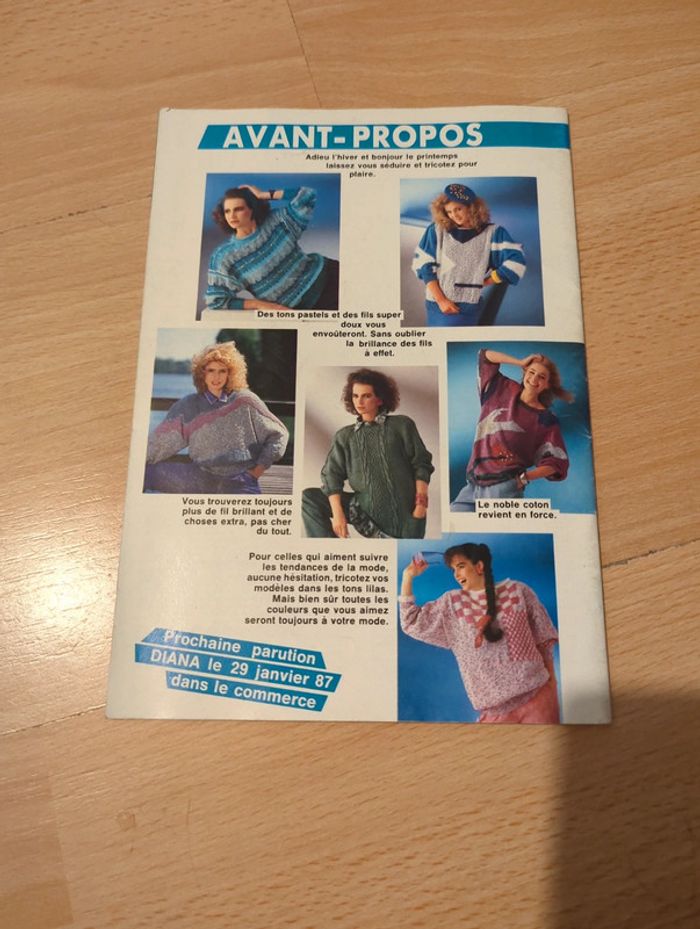 AVANT-PROPOS
Adieu l'hiver et bonjour le printemps
laissez vous séduire et tricotez pour
plaire.
Des tons pastels et des fils super
doux vous
envoûteront. Sans oublier
la brillance des fils
à effet.
Vous trouverez toujours
plus de fil brillant et de
choses extra, pas cher
du tout.
Le noble coton
revient en force.
Pour celles qui aiment suivre
les tendances de la mode,
aucune hésitation, tricotez vos
modèles dans les tons lilas.
Mais bien sûr toutes les
couleurs que vous aimez
seront toujours à votre mode.
Prochaine parution
DIANA le 29 janvier 87
dans le commerce